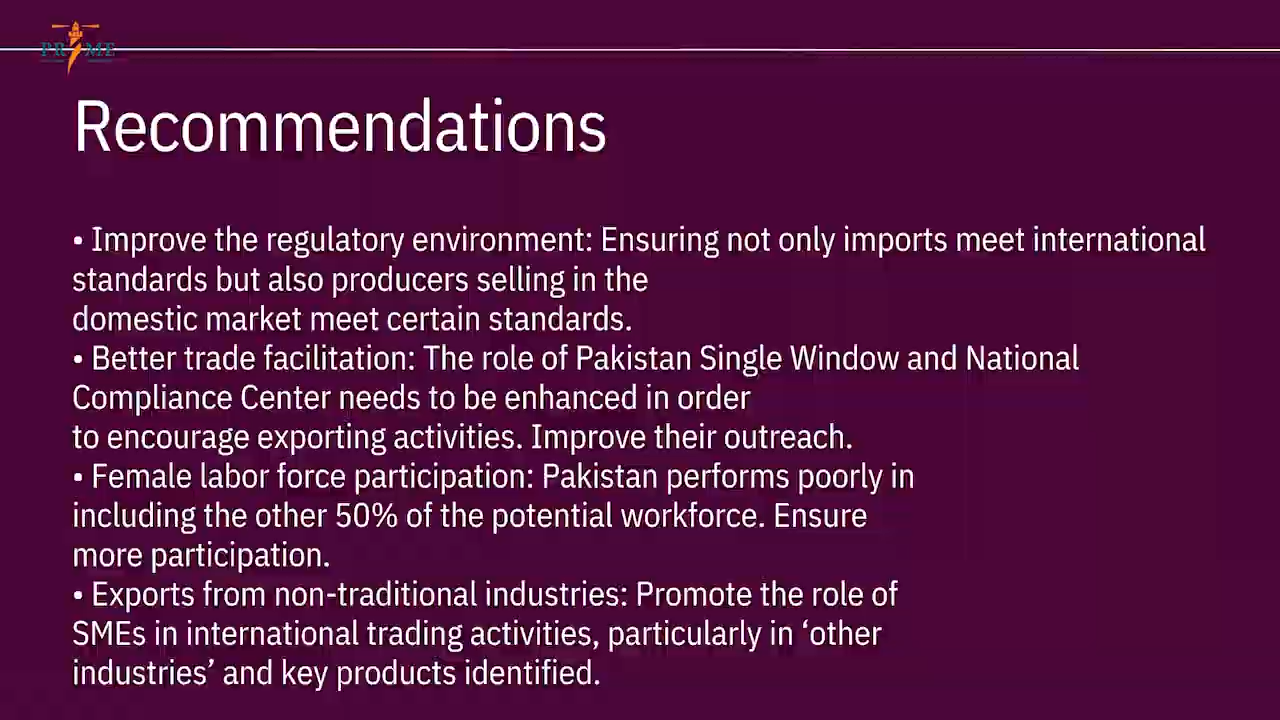 PRIME
Recommendations
• Improve the regulatory environment: Ensuring not only imports meet international
standards but also producers selling in the
domestic market meet certain standards.
• Better trade facilitation: The role of Pakistan Single Window and National
Compliance Center needs to be enhanced in order
to encourage exporting activities. Improve their outreach.
• Female labor force participation: Pakistan performs poorly in
including the other 50% of the potential workforce. Ensure
more participation.
• Exports from non-traditional industries: Promote the role of
SMEs in international trading activities, particularly in ‘other
industries’ and key products identified.